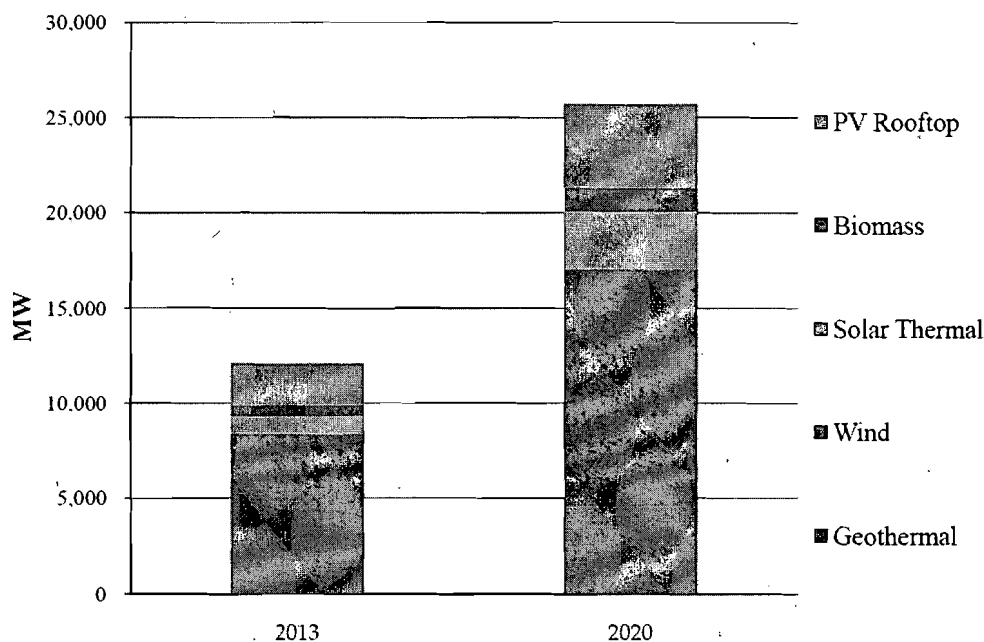 30,000
25,000
20,000
15,000
10,000
5,000
0
MW
2013
2020
PV Rooftop
Biomass
Solar Thermal
Wind
Geothermal